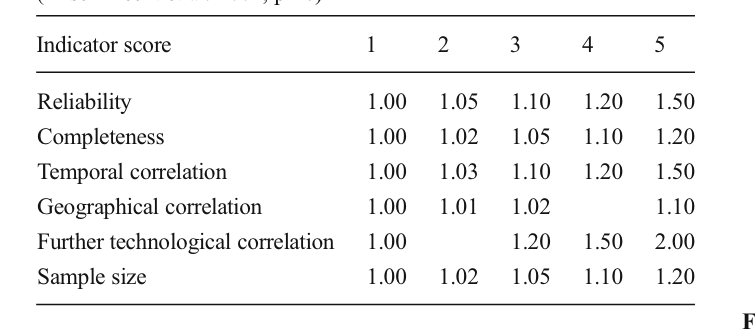 Indicator score 1 2 3 4 5
Reliability 1.00 1.05 1.10 1.20 1.50
Completeness 1.00 1.02 1.05 1.10 1.20
Temporal correlation 1.00 1.03 1.10 1.20 1.50
Geographical correlation 1.00 1.01 1.02 1.10
Further technological correlation 1.00 1.20 1.50 2.00
Sample size 1.00 1.02 1.05 1.10 1.20
F